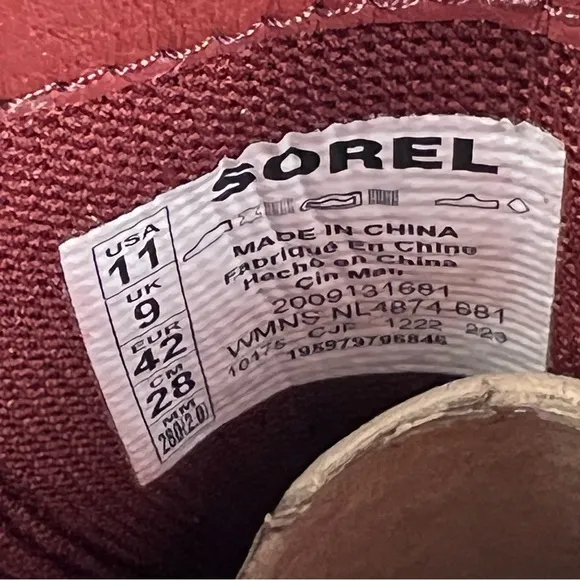 SOREL
USA
11
UK
9
EUR
42
CM
28
MM
280(2.0)
MADE IN CHINA
Fabriqué En Chine
Hecho en China
Cin Malı
2009131681
WMNS NL4874-681
10175 CJF 1222 223
195979796846